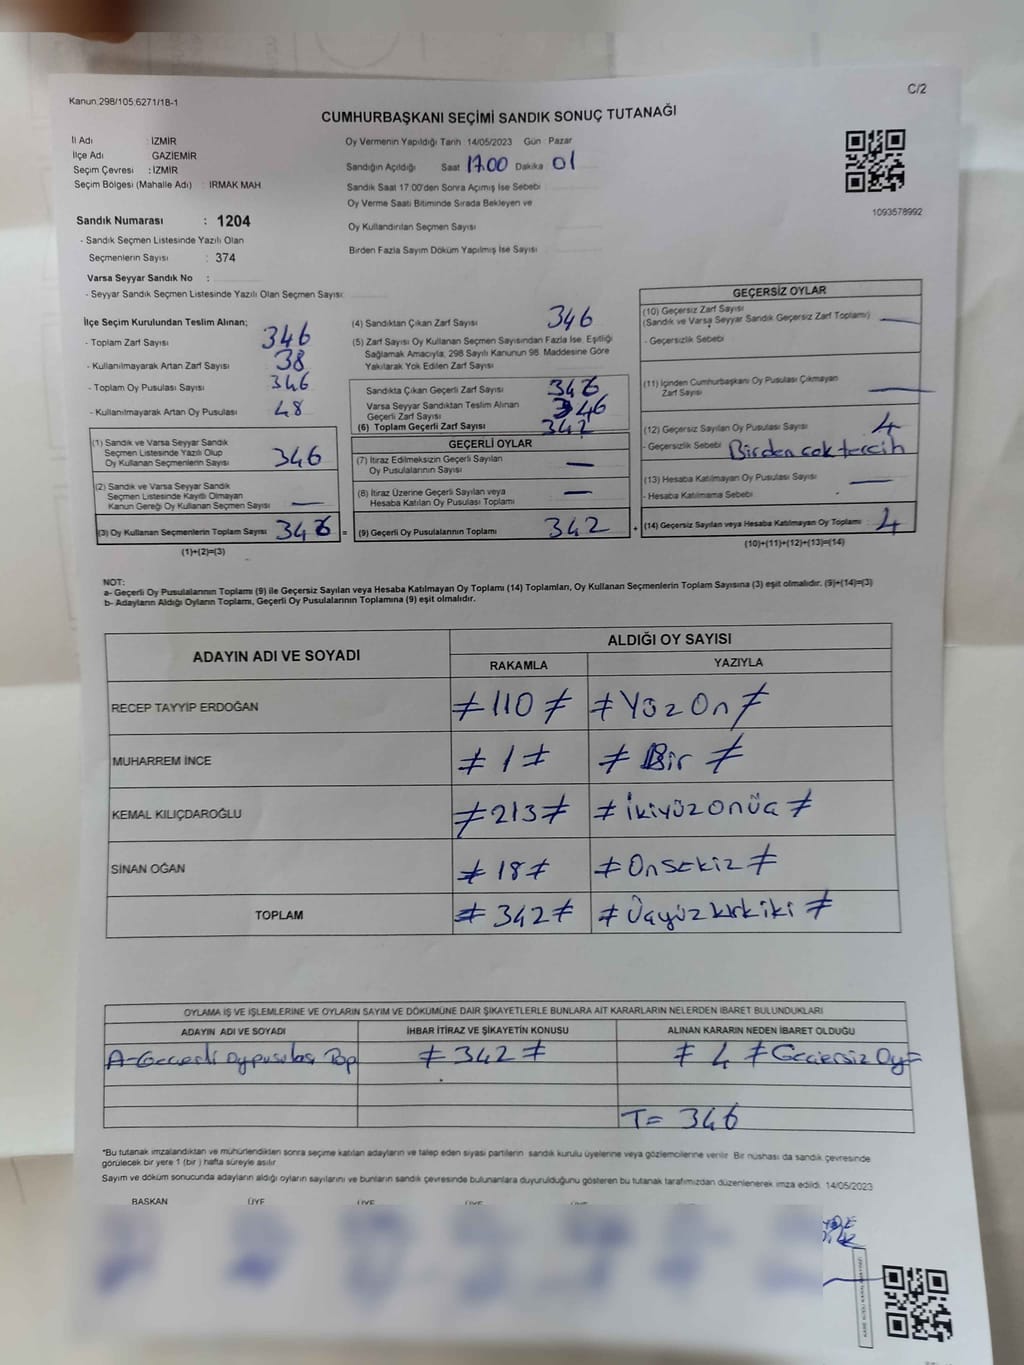 Kanun:298/105;6271/18-1
C/2
CUMHURBAŞKANI SEÇİMİ SANDIK SONUÇ TUTANAĞI
İl Adı : İZMİR
İlçe Adı GAZİEMİR
Seçim Çevresi : İZMİR
Seçim Bölgesi (Mahalle Adı) : IRMAK MAH.
Oy Vermenin Yapıldığı Tarih 14/05/2023 Gün Pazar
Sandığın Açıldığı Saat 17.00 Dakika 01
Sandık Saat 17:00'den Sonra Açımış İse Sebebi
Oy Verme Saati Bitiminde Sırada Bekleyen ve
Oy Kullandırılan Seçmen Sayısı
Birden Fazla Sayım Döküm Yapılmış İse Sayısı
1093578992
Sandık Numarası : 1204
- Sandık Seçmen Listesinde Yazılı Olan
Seçmenlerin Sayısı : 374
Varsa Seyyar Sandık No :
- Seyyar Sandık Seçmen Listesinde Yazılı Olan Seçmen Sayısı:
İlçe Seçim Kurulundan Teslim Alınan;
- Toplam Zarf Sayısı 346
- Kullanılmayarak Artan Zarf Sayısı 38
- Toplam Oy Pusulası Sayısı 346
- Kullanılmayarak Artan Oy Pusulası 48
(1) Sandık ve Varsa Seyyar Sandık
Seçmen Listesinde Yazılı Olup
Oy Kullanan Seçmenlerin Sayısı 346
(2) Sandık ve Varsa Seyyar Sandık
Seçmen Listesinde Kayıtlı Olmayan
Kanun Gereği Oy Kullanan Seçmen Sayısı —
(3) Oy Kullanan Seçmenlerin Toplam Sayısı 346 =
(1)+(2)=(3)
(4) Sandıktan Çıkan Zarf Sayısı 346
(5) Zarf Sayısı Oy Kullanan Seçmen Sayısından Fazla İse, Eşitliği
Sağlamak Amacıyla; 298 Sayılı Kanunun 98. Maddesine Göre
Yakılarak Yok Edilen Zarf Sayısı
Sandıkta Çıkan Geçerli Zarf Sayısı 346
Varsa Seyyar Sandıktan Teslim Alınan
Geçerli Zarf Sayısı 346
(6) Toplam Geçerli Zarf Sayısı 342
GEÇERLİ OYLAR
(7) İtiraz Edilmeksizin Geçerli Sayılan
Oy Pusulalarının Sayısı —
(8) İtiraz Üzerine Geçerli Sayılan veya
Hesaba Katılan Oy Pusulası Toplamı —
(9) Geçerli Oy Pusulalarının Toplamı 342 +
GEÇERSİZ OYLAR
(10) Geçersiz Zarf Sayısı
(Sandık ve Varsa Seyyar Sandık Geçersiz Zarf Toplamı) —
- Geçersizlik Sebebi
(11) İçinden Cumhurbaşkanı Oy Pusulası Çıkmayan
Zarf Sayısı —
(12) Geçersiz Sayılan Oy Pusulası Sayısı 4
- Geçersizlik Sebebi Birden çok tercih
(13) Hesaba Katılmayan Oy Pusulası Sayısı —
- Hesaba Katılmama Sebebi
(14) Geçersiz Sayılan veya Hesaba Katılmayan Oy Toplamı 4
(10)+(11)+(12)+(13)=(14)
NOT:
a- Geçerli Oy Pusulalarının Toplamı (9) ile Geçersiz Sayılan veya Hesaba Katılmayan Oy Toplamı (14) Toplamları, Oy Kullanan Seçmenlerin Toplam Sayısına (3) eşit olmalıdır. (9)+(14)=(3)
b- Adayların Aldığı Oyların Toplamı, Geçerli Oy Pusulalarının Toplamına (9) eşit olmalıdır.
ADAYIN ADI VE SOYADI
ALDIĞI OY SAYISI
RAKAMLA YAZIYLA
RECEP TAYYİP ERDOĞAN ≠ 110 ≠ ≠ Yüz On ≠
MUHARREM İNCE ≠ 1 ≠ ≠ Bir ≠
KEMAL KILIÇDAROĞLU ≠ 213 ≠ ≠ İkiyüz onüç ≠
SİNAN OĞAN ≠ 18 ≠ ≠ Onsekiz ≠
TOPLAM ≠ 342 ≠ ≠ Üçyüz kırkiki ≠
OYLAMA İŞ VE İŞLEMLERİNE VE OYLARIN SAYIM VE DÖKÜMÜNE DAİR ŞİKAYETLERLE BUNLARA AİT KARARLARIN NELERDEN İBARET BULUNDUKLARI
ADAYIN ADI VE SOYADI İHBAR İTİRAZ VE ŞİKAYETİN KONUSU ALINAN KARARIN NEDEN İBARET OLDUĞU
A-Geçerli Oy pusulası Top ≠ 342 ≠ ≠ 4 ≠ Geçersiz Oy=
T= 346
*Bu tutanak imzalandıktan ve mühürlendikten sonra seçime katılan adayların ve talep eden siyasi partilerin sandık kurulu üyelerine veya gözlemcilerine verilir. Bir nüshası da sandık çevresinde
görülecek bir yere 1 (bir) hafta süreyle asılır
Sayım ve döküm sonucunda adayların aldığı oyların sayılarını ve bunların sandık çevresinde bulunanlara duyurulduğunu gösteren bu tutanak tarafımızdan düzenlenerek imza edildi. 14/05/2023
BAŞKAN ÜYE ÜYE ÜYE ÜYE